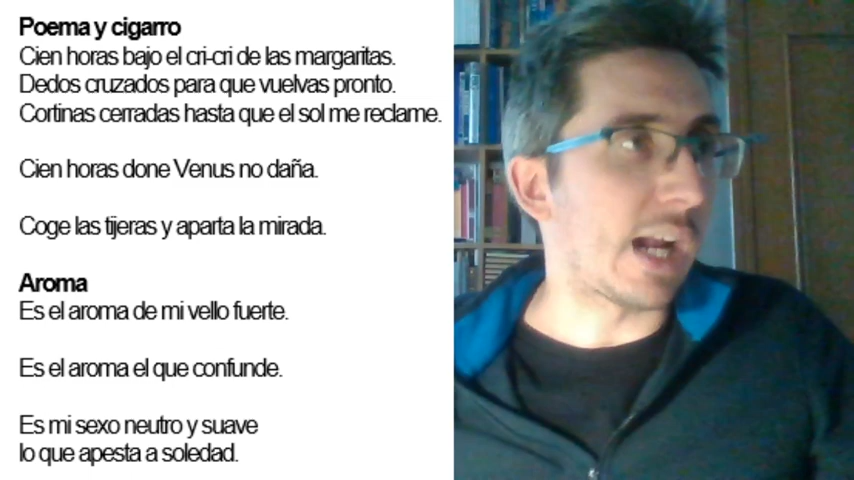 Poema y cigarro
Cien horas bajo el cri-cri de las margaritas.
Dedos cruzados para que vuelvas pronto.
Cortinas cerradas hasta que el sol me reclame.
Cien horas done Venus no daña.
Coge las tijeras y aparta la mirada.
Aroma
Es el aroma de mi vello fuerte.
Es el aroma el que confunde.
Es mi sexo neutro y suave
lo que apesta a soledad.